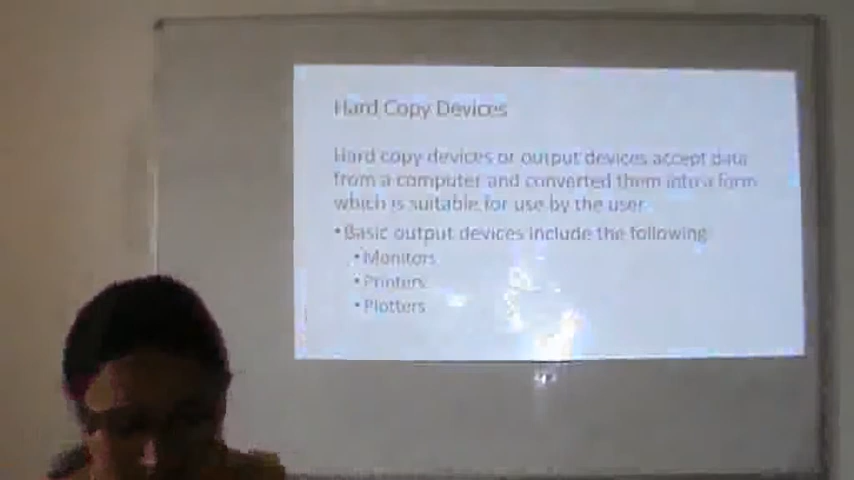 Hard Copy Devices
Hard copy devices or output devices accept data
from a computer and converted them into a form
which is suitable for use by the user.
•Basic output devices include the following:
•Monitors
•Printers
•Plotters